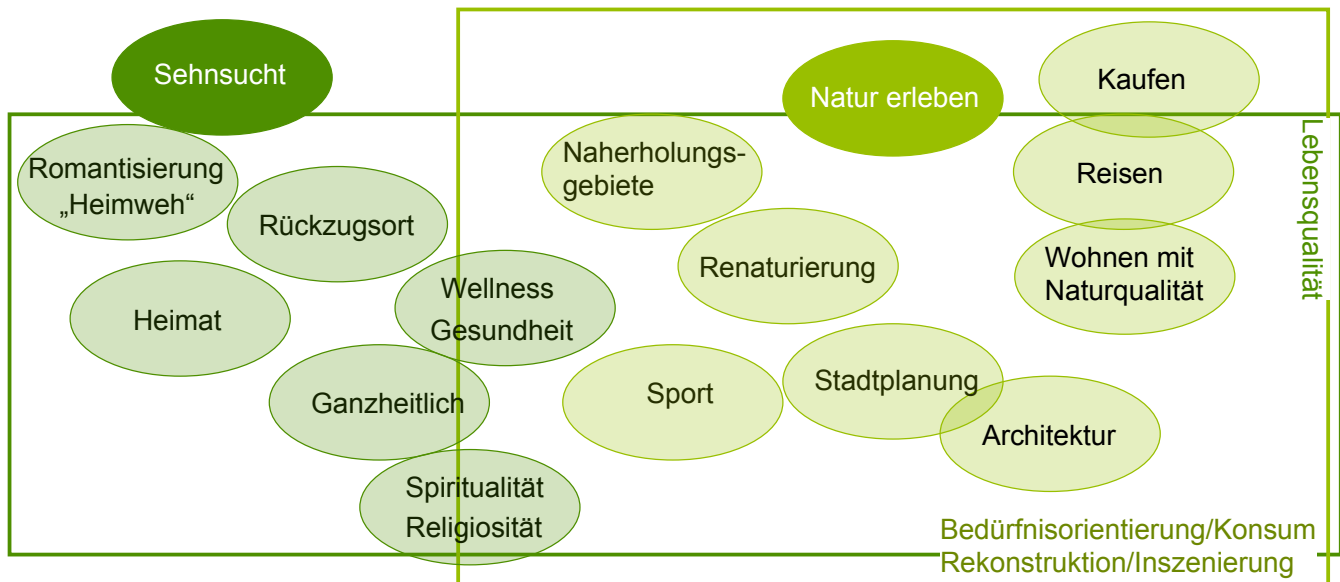 Sehnsucht
Natur erleben
Kaufen
Romantisierung
„Heimweh“
Rückzugsort
Naherholungs-
gebiete
Reisen
Lebensqualität
Heimat
Wellness
Gesundheit
Renaturierung
Wohnen mit
Naturqualität
Ganzheitlich
Sport
Stadtplanung
Architektur
Spiritualität
Religiosität
Bedürfnisorientierung/Konsum
Rekonstruktion/Inszenierung